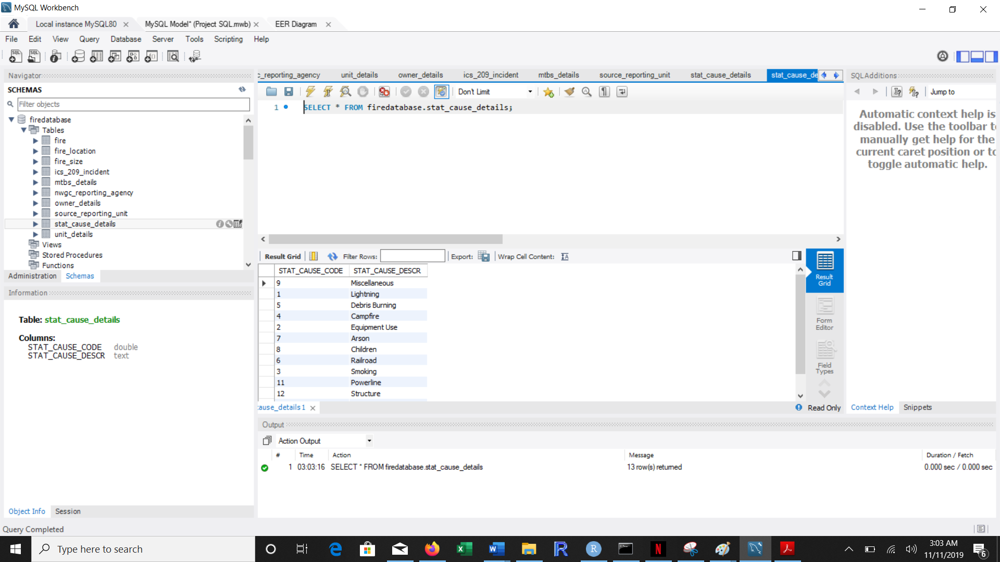 MySQL Workbench
Local instance MySQL80
MySQL Model* (Project SQL.mwb)
EER Diagram
File Edit View Query Database Server Tools Scripting Help
Navigator
SCHEMAS
Filter objects
firedatabase
Tables
fire
fire_location
fire_size
ics_209_incident
mtbs_details
nwgc_reporting_agency
owner_details
source_reporting_unit
stat_cause_details
unit_details
Views
Stored Procedures
Functions
Administration Schemas
Information
Table: stat_cause_details
Columns:
STAT_CAUSE_CODE double
STAT_CAUSE_DESCR text
Object Info Session
c_reporting_agency unit_details owner_details ics_209_incident mtbs_details source_reporting_unit stat_cause_details stat_cause_de
Don't Limit
1 SELECT * FROM firedatabase.stat_cause_details;
Result Grid Filter Rows: Export: Wrap Cell Content:
STAT_CAUSE_CODE STAT_CAUSE_DESCR
9 Miscellaneous
1 Lightning
5 Debris Burning
4 Campfire
2 Equipment Use
7 Arson
8 Children
6 Railroad
3 Smoking
11 Powerline
12 Structure
Result
Grid
Form
Editor
Field
Types
cause_details 1
Read Only
SQLAdditions
Jump to
Automatic context help is
disabled. Use the toolbar to
manually get help for the
current caret position or to
toggle automatic help.
Context Help Snippets
Output
Action Output
# Time Action Message Duration / Fetch
1 03:03:16 SELECT * FROM firedatabase.stat_cause_details 13 row(s) returned 0.000 sec / 0.000 sec
Query Completed
Type here to search
3:03 AM
11/11/2019
6